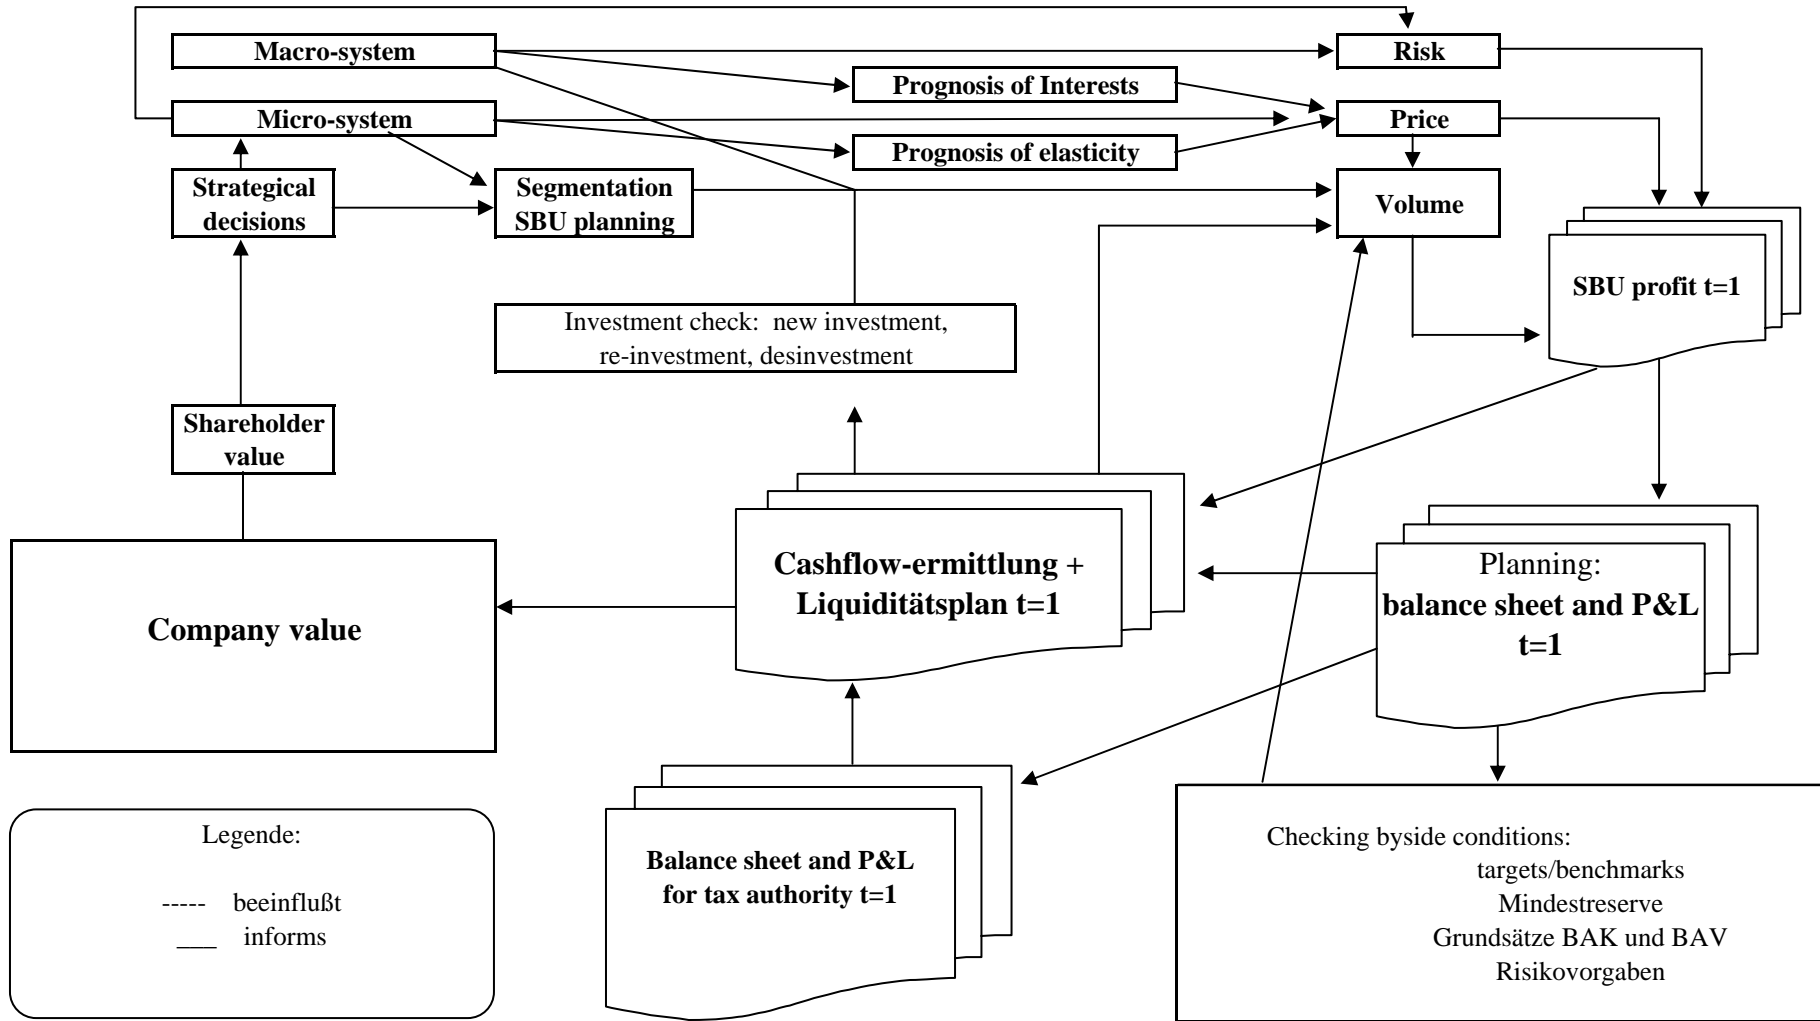 Macro-system
Risk
Prognosis of Interests
Micro-system
Price
Prognosis of elasticity
Strategical
decisions
Segmentation
SBU planning
Volume
SBU profit t=1
Investment check:  new investment,
re-investment, desinvestment
Shareholder
value
Cashflow-ermittlung +
Liquiditätsplan t=1
Planning:
balance sheet and P&L
t=1
Company value
Legende:
----- beeinflußt
___ informs
Balance sheet and P&L
for tax authority t=1
Checking byside conditions:
targets/benchmarks
Mindestreserve
Grundsätze BAK und BAV
Risikovorgaben